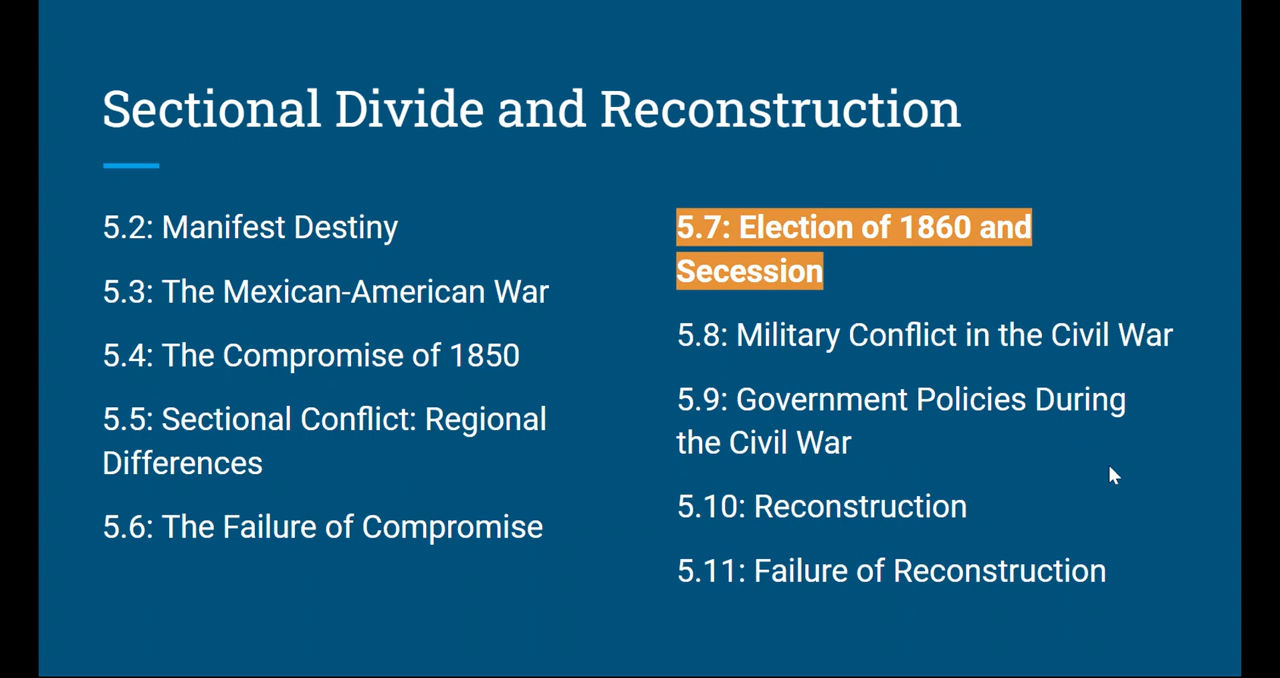 Sectional Divide and Reconstruction
5.2: Manifest Destiny
5.3: The Mexican-American War
5.4: The Compromise of 1850
5.5: Sectional Conflict: Regional
Differences
5.6: The Failure of Compromise
5.7: Election of 1860 and
Secession
5.8: Military Conflict in the Civil War
5.9: Government Policies During
the Civil War
5.10: Reconstruction
5.11: Failure of Reconstruction